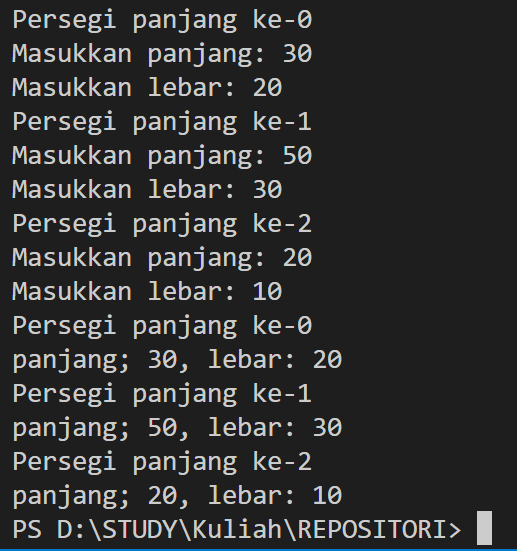 Persegi panjang ke-0
Masukkan panjang: 30
Masukkan lebar: 20
Persegi panjang ke-1
Masukkan panjang: 50
Masukkan lebar: 30
Persegi panjang ke-2
Masukkan panjang: 20
Masukkan lebar: 10
Persegi panjang ke-0
panjang; 30, lebar: 20
Persegi panjang ke-1
panjang; 50, lebar: 30
Persegi panjang ke-2
panjang; 20, lebar: 10
PS D:\STUDY\Kuliah\REPOSITORI>